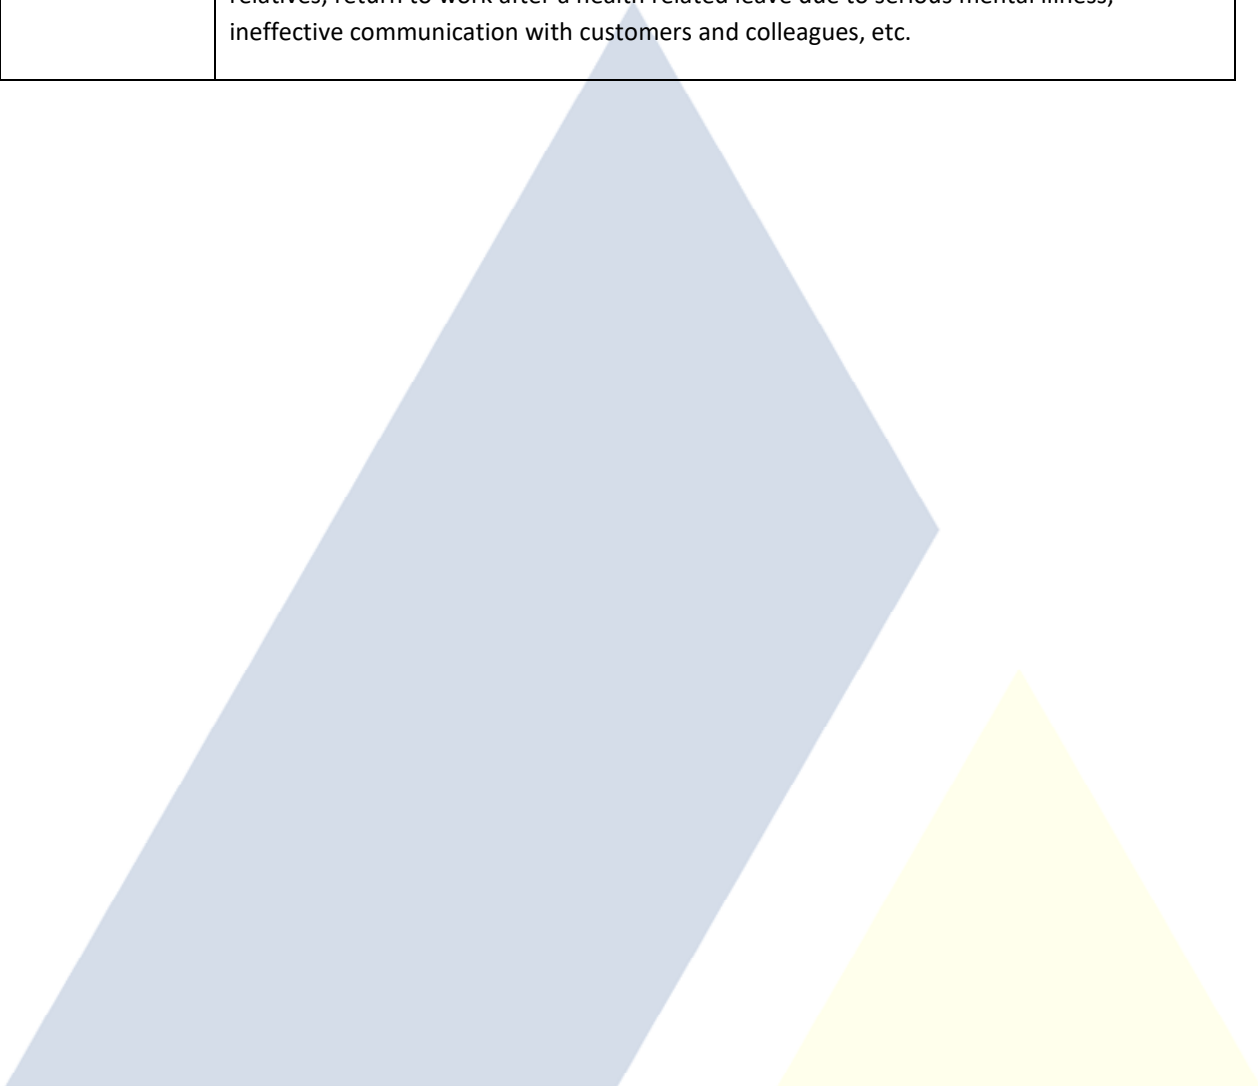 relatives, return to work after a health related leave due to serious mental illness,
ineffective communication with customers and colleagues, etc.